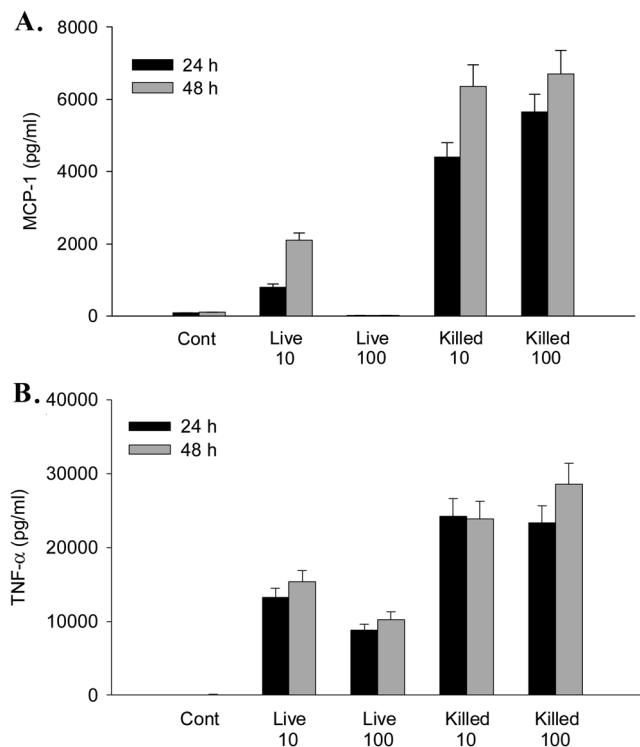 A.
MCP-1 (pg/ml)
8000
6000
4000
2000
0
24 h
48 h
Cont
Live
10
Live
100
Killed
10
Killed
100
B.
TNF-α (pg/ml)
40000
30000
20000
10000
0
24 h
48 h
Cont
Live
10
Live
100
Killed
10
Killed
100